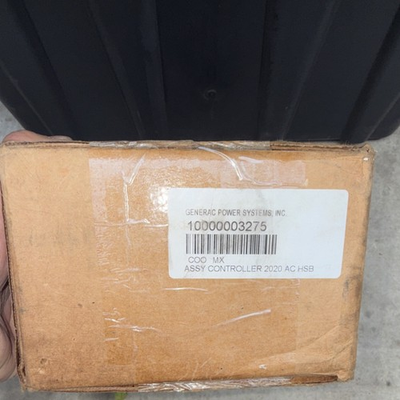 GENERAC POWER SYSTEMS, INC.
10000003275
COO MX
ASSY CONTROLLER 2020 AC HSB